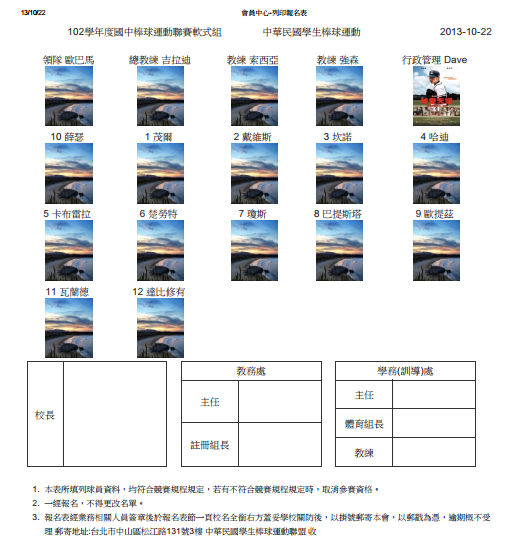 13/10/22 會員中心-列印報名表
102學年度國中棒球運動聯賽軟式組 中華民國學生棒球運動 2013-10-22
領隊 歐巴馬 總教練 吉拉迪 教練 索西亞 教練 強森 行政管理 Dave
10 薛瑟 1 茂爾 2 戴維斯 3 坎諾 4 哈迪
5 卡布雷拉 6 楚勞特 7 瓊斯 8 巴提斯塔 9 歐提茲
11 瓦蘭德 12 達比修有
校長
教務處
主任
註冊組長
學務(訓導)處
主任
體育組長
教練
1. 本表所填列球員資料，均符合競賽規程規定，若有不符合競賽規程規定時，取消參賽資格。
2. 一經報名，不得更改名單。
3. 報名表經業務相關人員簽章後於報名表節一頁校名全銜右方蓋妥學校關防後，以掛號郵寄本會，以郵戳為憑，逾期概不受
理 郵寄地址:台北市中山區松江路131號3樓 中華民國學生棒球運動聯盟 收